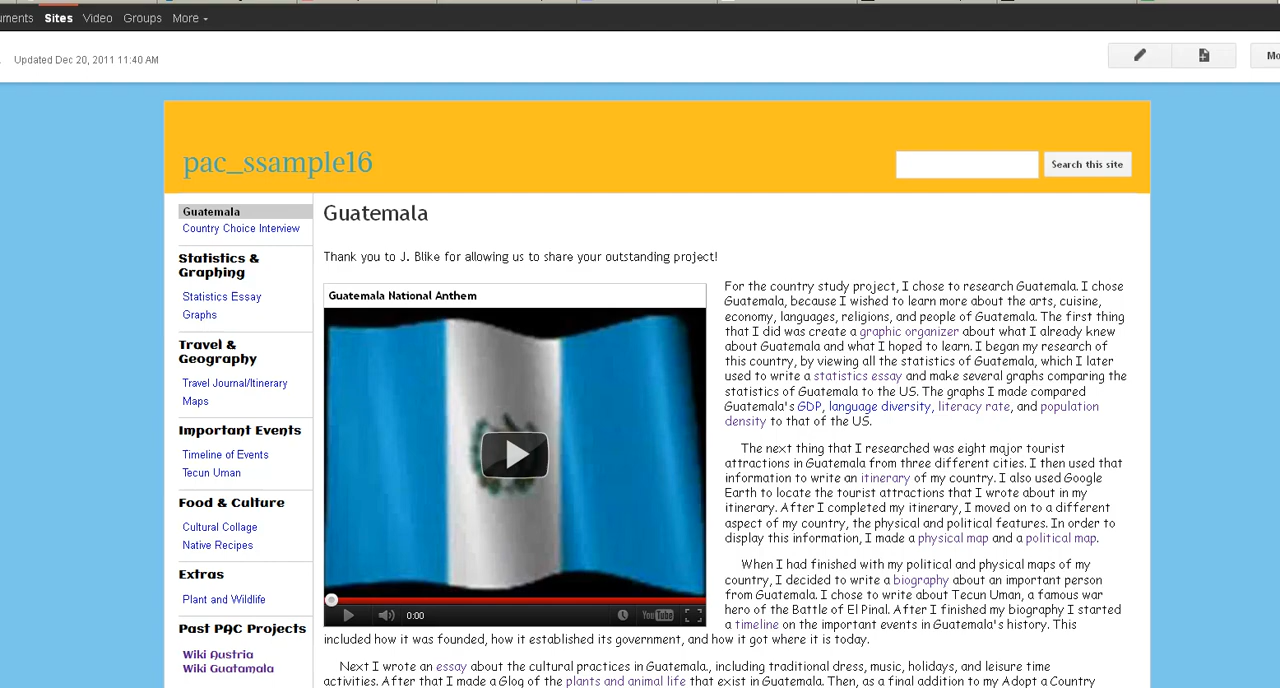 uments Sites Video Groups More
Updated Dec 20, 2011 11:40 AM
Mo
pac_ssample16
Search this site
Guatemala
Country Choice Interview
Statistics &
Graphing
Statistics Essay
Graphs
Travel &
Geography
Travel Journal/Itinerary
Maps
Important Events
Timeline of Events
Tecun Uman
Food & Culture
Cultural Collage
Native Recipes
Extras
Plant and Wildlife
Past PAC Projects
Wiki Austria
Wiki Guatamala
Guatemala
Thank you to J. Blike for allowing us to share your outstanding project!
Guatemala National Anthem
0:00
YouTube
For the country study project, I chose to research Guatemala. I chose
Guatemala, because I wished to learn more about the arts, cuisine,
economy, languages, religions, and people of Guatemala. The first thing
that I did was create a graphic organizer about what I already knew
about Guatemala and what I hoped to learn. I began my research of
this country, by viewing all the statistics of Guatemala, which I later
used to write a statistics essay and make several graphs comparing the
statistics of Guatemala to the US. The graphs I made compared
Guatemala's GDP, language diversity, literacy rate, and population
density to that of the US.
The next thing that I researched was eight major tourist
attractions in Guatemala from three different cities. I then used that
information to write an itinerary of my country. I also used Google
Earth to locate the tourist attractions that I wrote about in my
itinerary. After I completed my itinerary, I moved on to a different
aspect of my country, the physical and political features. In order to
display this information, I made a physical map and a political map.
When I had finished with my political and physical maps of my
country, I decided to write a biography about an important person
from Guatemala. I chose to write about Tecun Uman, a famous war
hero of the Battle of El Pinal. After I finished my biography I started
a timeline on the important events in Guatemala's history. This
included how it was founded, how it established its government, and how it got where it is today.
Next I wrote an essay about the cultural practices in Guatemala., including traditional dress, music, holidays, and leisure time
activities. After that I made a Glog of the plants and animal life that exist in Guatemala. Then, as a final addition to my Adopt a Country